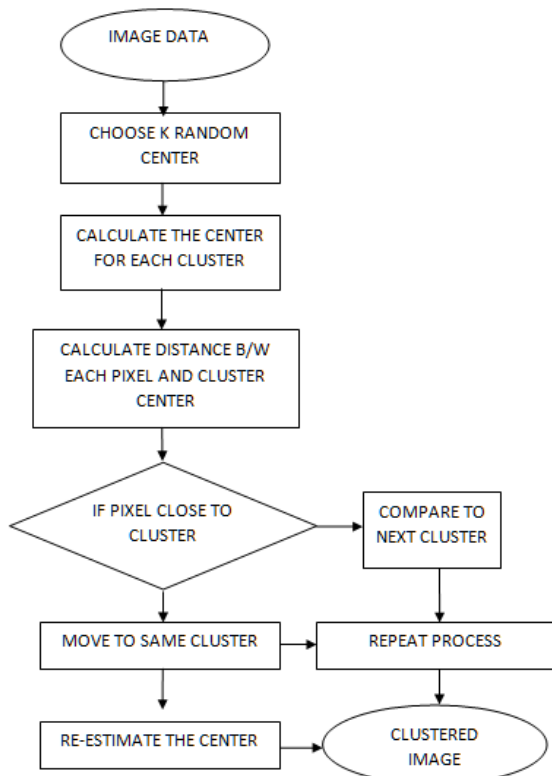 IMAGE DATA
CHOOSE K RANDOM
CENTER
CALCULATE THE CENTER
FOR EACH CLUSTER
CALCULATE DISTANCE B/W
EACH PIXEL AND CLUSTER
CENTER
IF PIXEL CLOSE TO
CLUSTER
COMPARE TO
NEXT CLUSTER
MOVE TO SAME CLUSTER
REPEAT PROCESS
RE-ESTIMATE THE CENTER
CLUSTERED
IMAGE